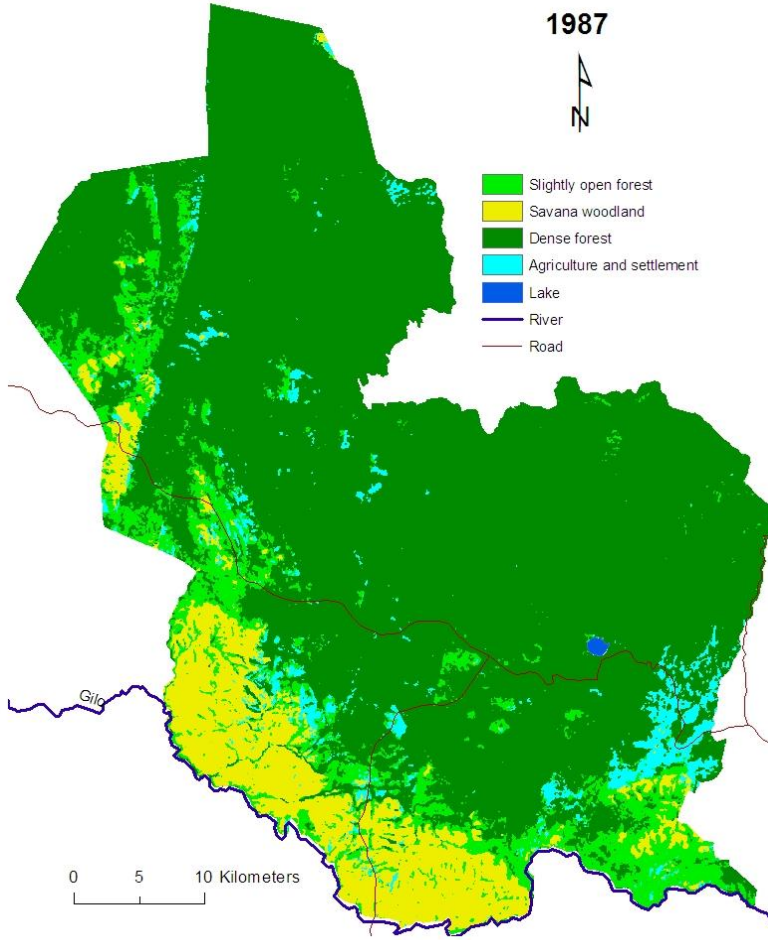 1987
N
Slightly open forest
Savana woodland
Dense forest
Agriculture and settlement
Lake
River
Road
Gilo
0 5 10 Kilometers